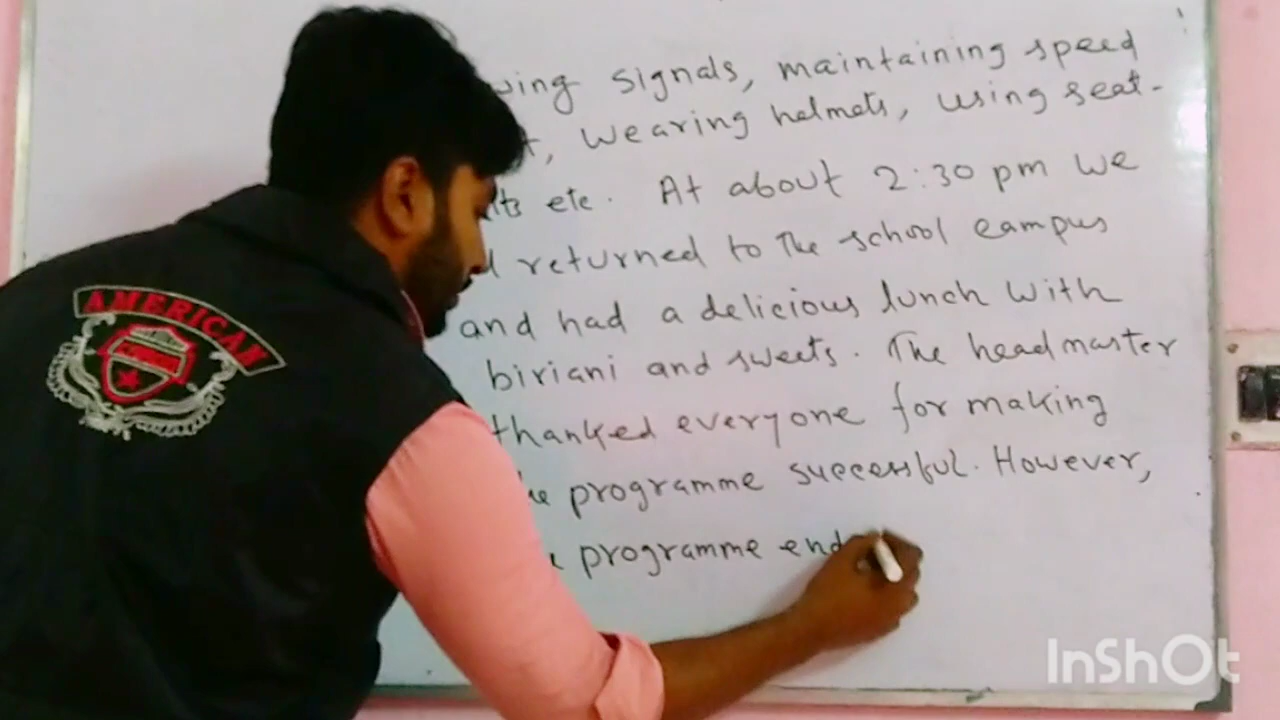 signals, maintaining speed
wearing helmets, using seat-
etc. At about 2:30 pm we
returned to the school campus
and had a delicious lunch with
biriani and sweets. The headmaster
thanked everyone for making
programme successful. However,
programme end
AMERICAN
InShOt